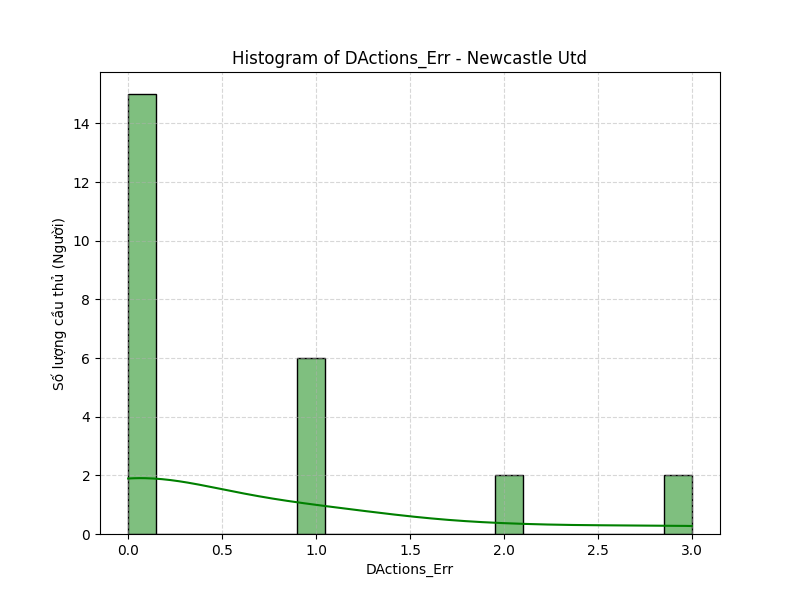 Histogram of DActions_Err - Newcastle Utd
Số lượng cầu thủ (Người)
14
12
10
8
6
4
2
0
0.0 0.5 1.0 1.5 2.0 2.5 3.0
DActions_Err